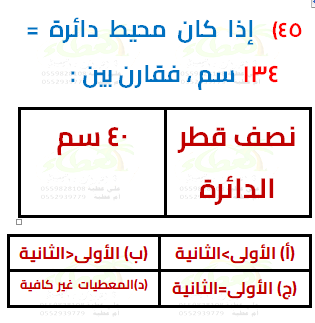 ٤٥) إذا كان محيط دائرة =
١٣٤ سم ، فقارن بين :
نصف قطر الدائرة
٤٠ سم
(أ) الأولى>الثانية
(ب) الأولى<الثانية
(ج) الأولى=الثانية
(د)المعطيات غير كافية